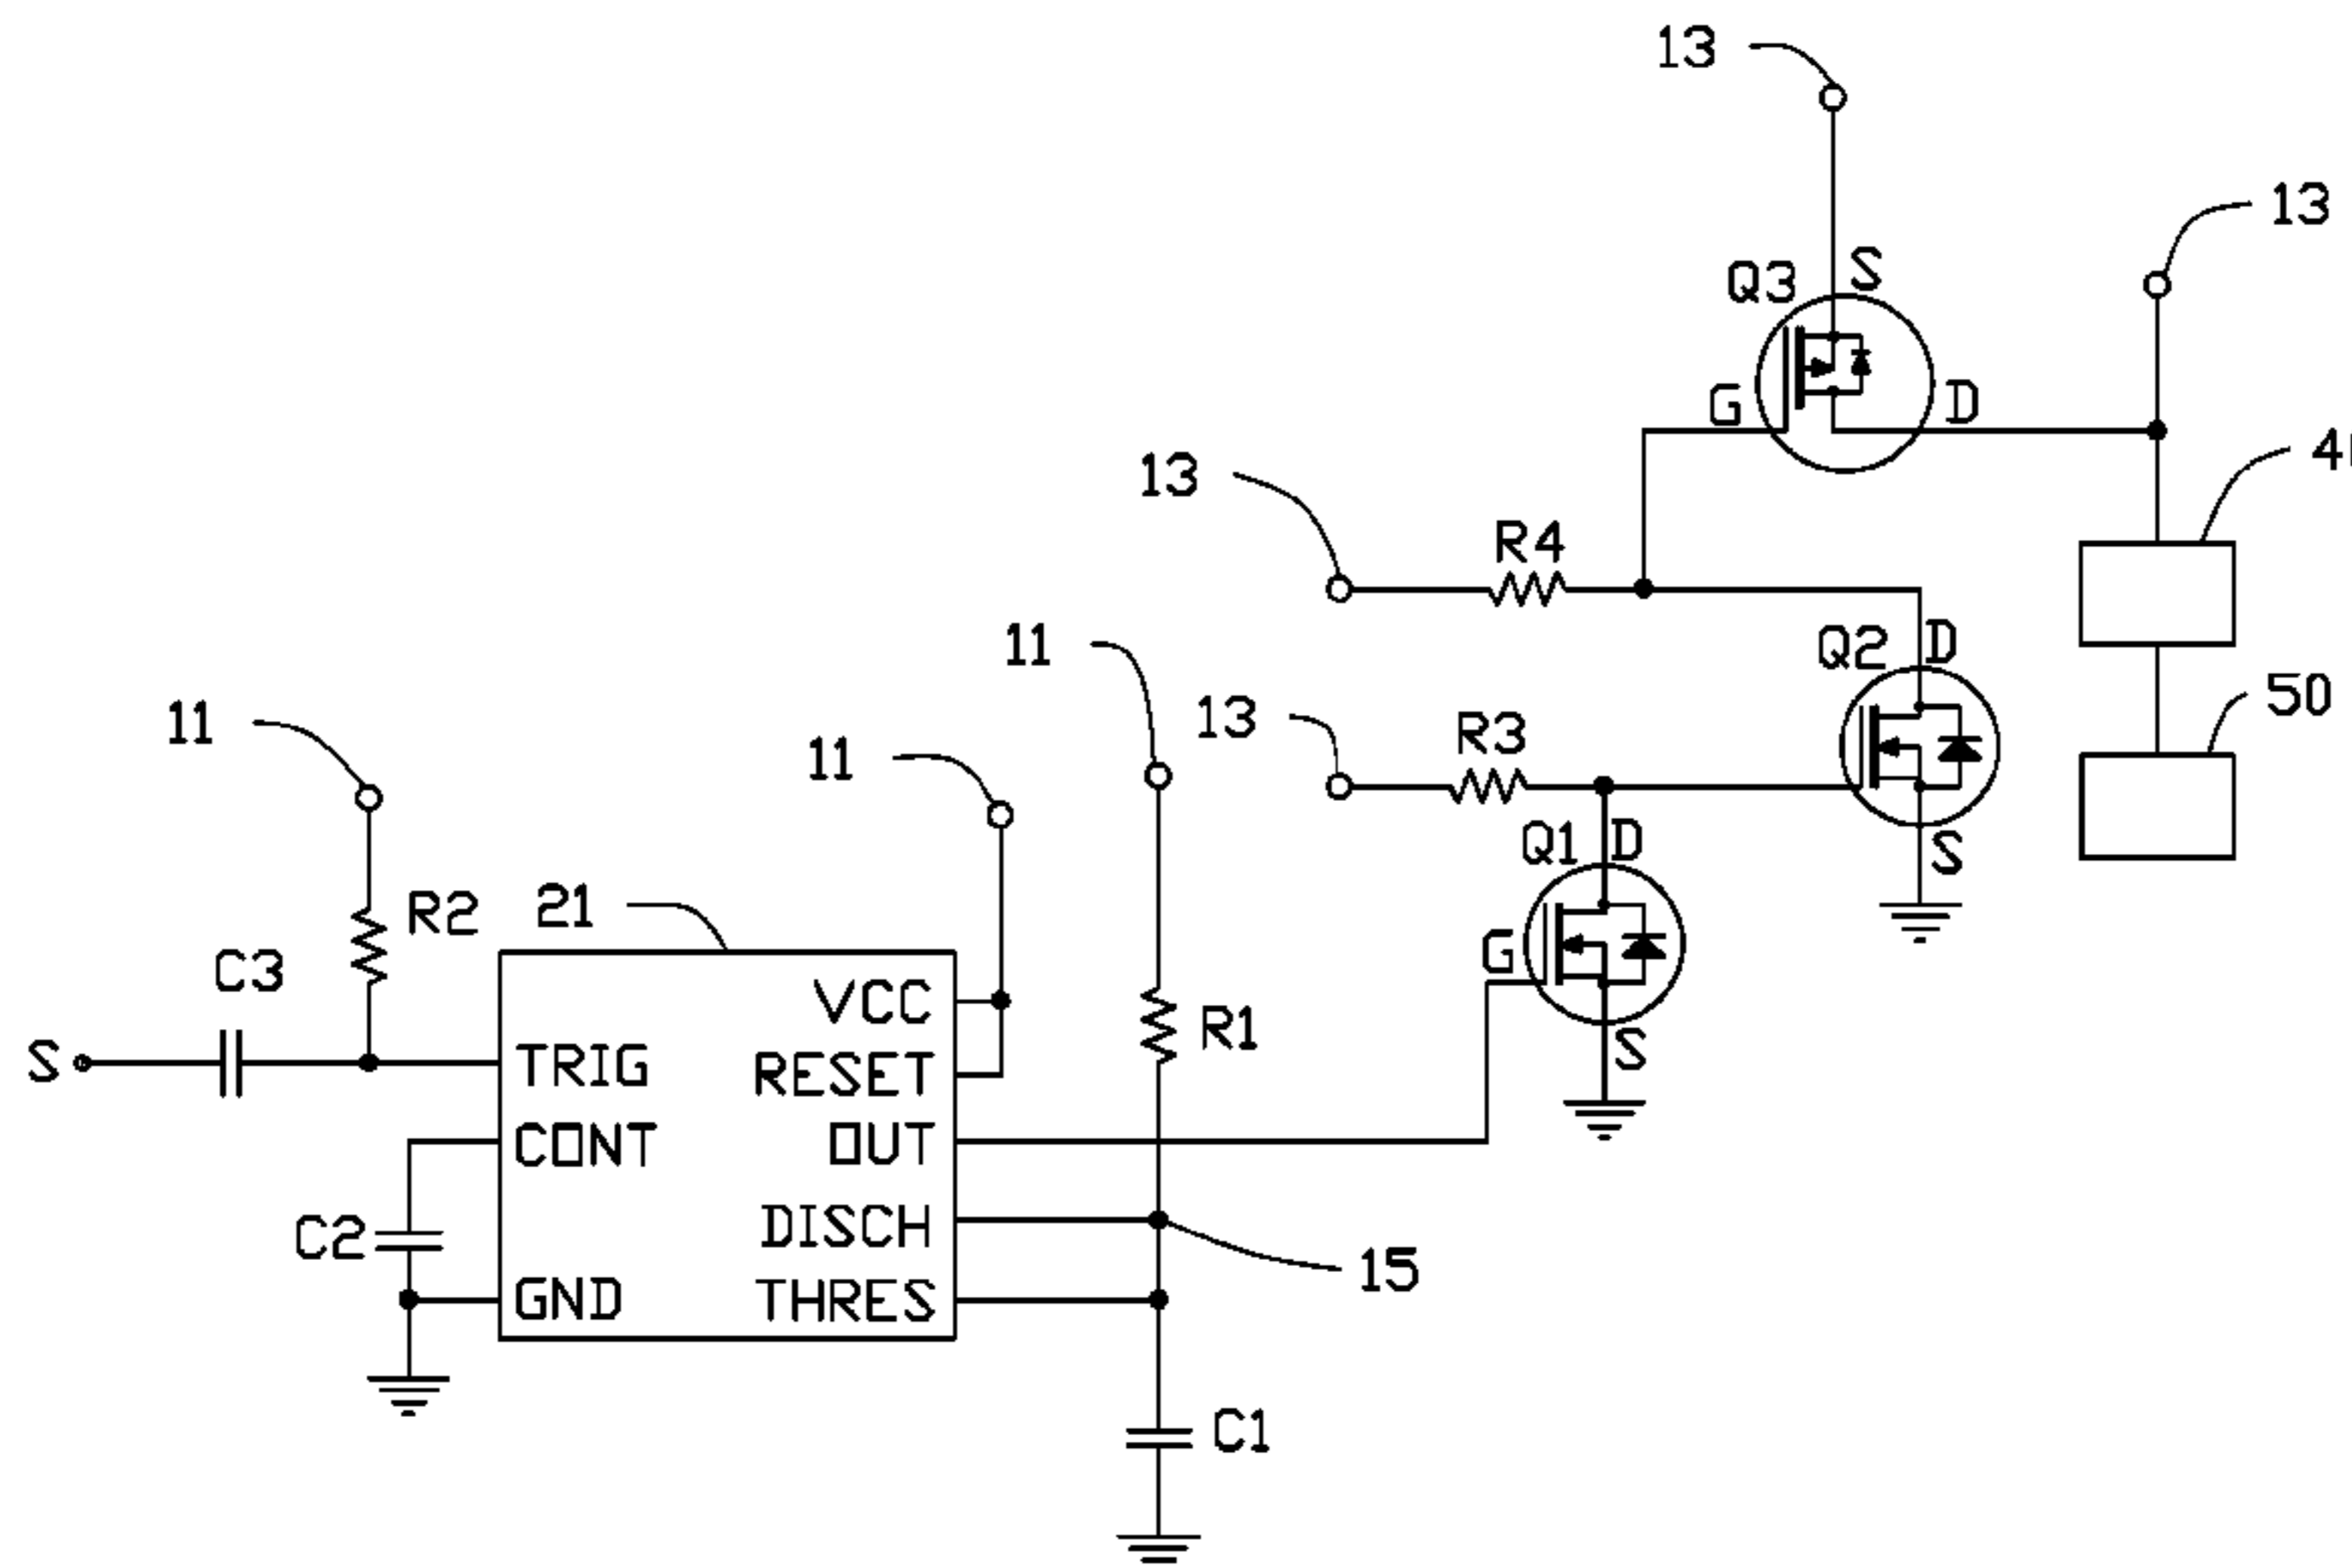 13
13
Q3 S
G D
13
R4
11
Q2 D
13
R3
50
11
11
Q1 D
S
21
R2
C3
G
VCC
R1
S
S
TRIG
RESET
CONT
OUT
C2
DISCH
15
GND
THRES
C1